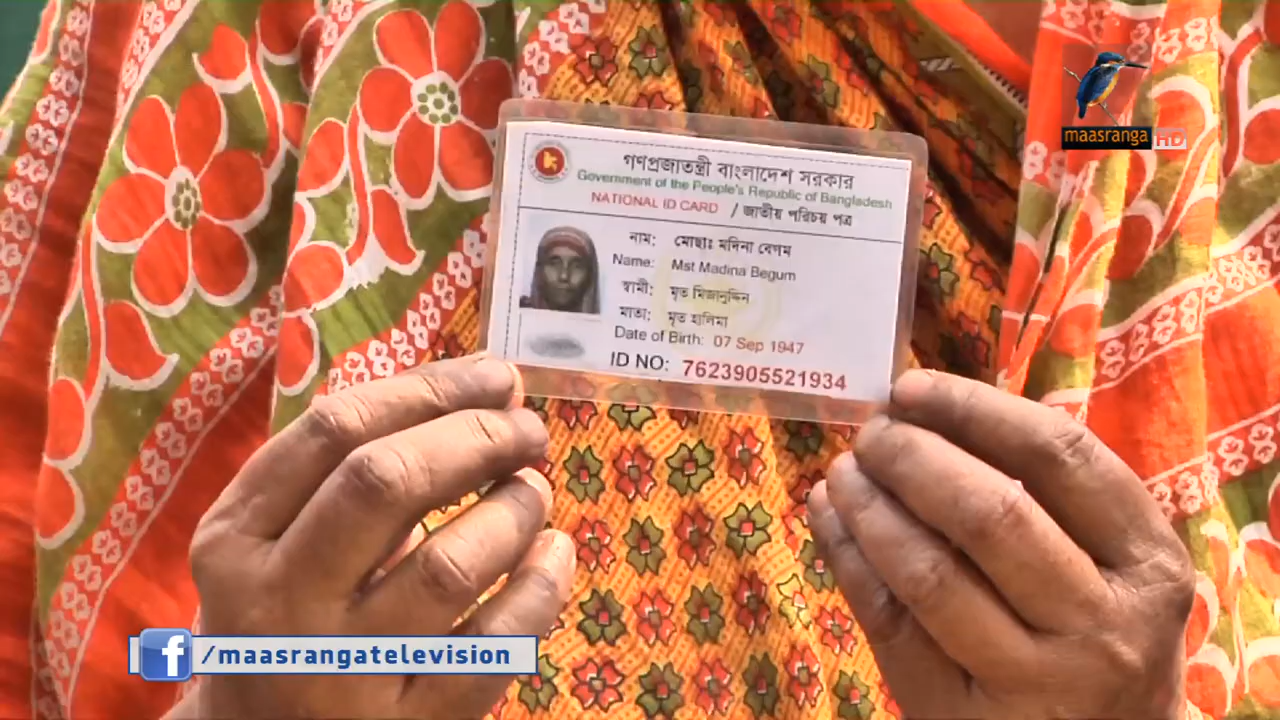 maasranga HD
গণপ্রজাতন্ত্রী বাংলাদেশ সরকার
Government of the People's Republic of Bangladesh
NATIONAL ID CARD / জাতীয় পরিচয় পত্র
নাম: মোছাঃ মদিনা বেগম
Name: Mst Madina Begum
স্বামী: মৃত মিজানুদ্দিন
মাতা: মৃত হালিমা
Date of Birth: 07 Sep 1947
ID NO: 7623905521934
f /maasrangatelevision